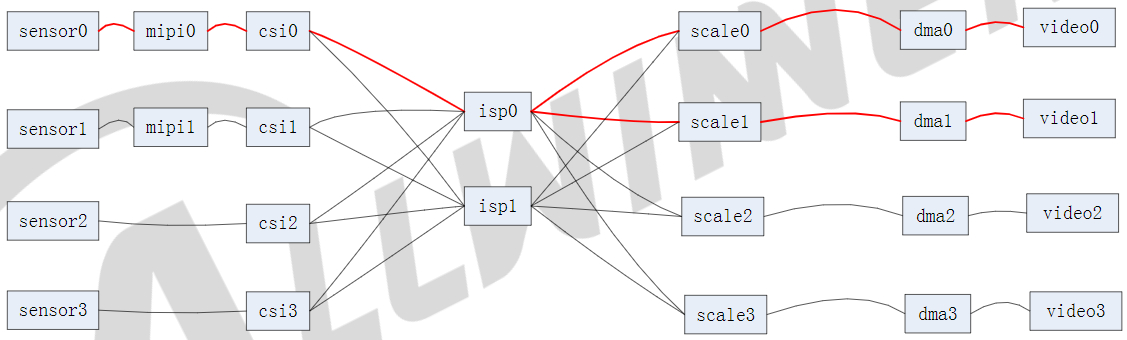 sensor0 mipi0 csi0 scale0 dma0 video0
sensor1 mipi1 csi1 isp0 scale1 dma1 video1
sensor2 csi2 isp1 scale2 dma2 video2
sensor3 csi3 scale3 dma3 video3
ALLWINNER